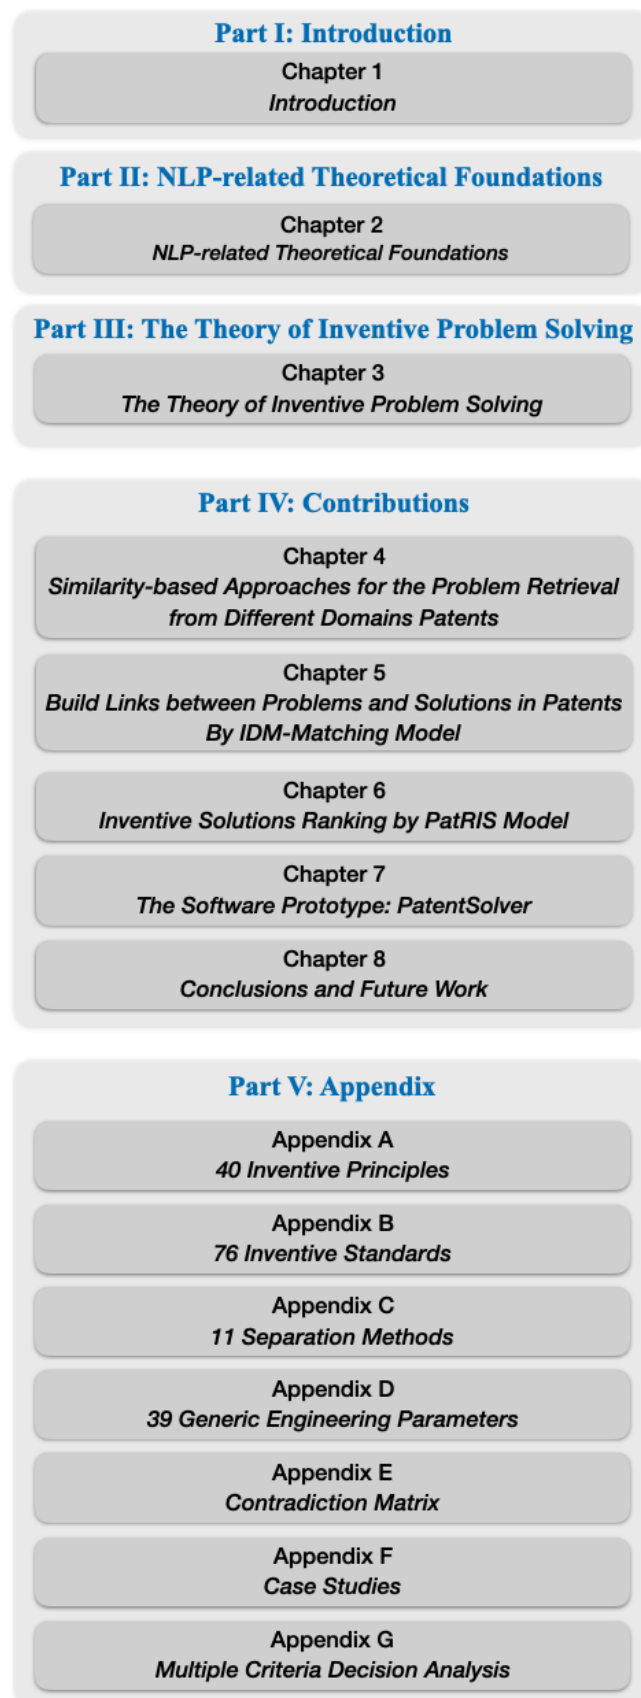 Part I: Introduction
Chapter 1
Introduction
Part II: NLP-related Theoretical Foundations
Chapter 2
NLP-related Theoretical Foundations
Part III: The Theory of Inventive Problem Solving
Chapter 3
The Theory of Inventive Problem Solving
Part IV: Contributions
Chapter 4
Similarity-based Approaches for the Problem Retrieval
from Different Domains Patents
Chapter 5
Build Links between Problems and Solutions in Patents
By IDM-Matching Model
Chapter 6
Inventive Solutions Ranking by PatRIS Model
Chapter 7
The Software Prototype: PatentSolver
Chapter 8
Conclusions and Future Work
Part V: Appendix
Appendix A
40 Inventive Principles
Appendix B
76 Inventive Standards
Appendix C
11 Separation Methods
Appendix D
39 Generic Engineering Parameters
Appendix E
Contradiction Matrix
Appendix F
Case Studies
Appendix G
Multiple Criteria Decision Analysis